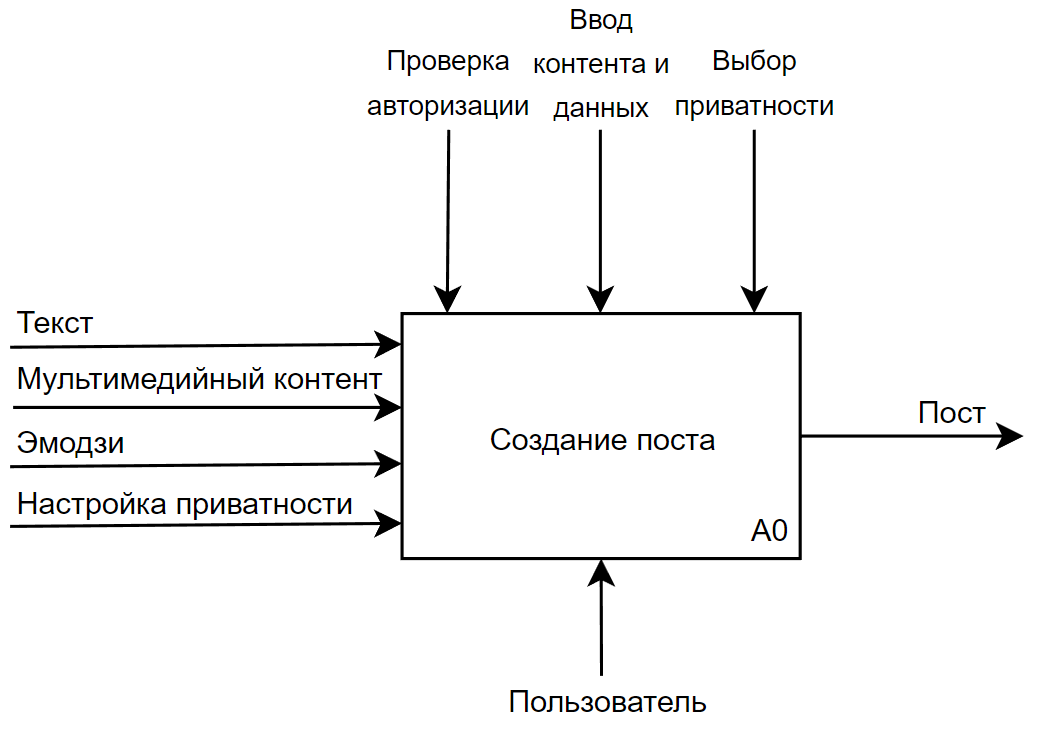 Проверка
авторизации
Ввод
контента и
данных
Выбор
приватности
Текст
Мультимедийный контент
Эмодзи
Настройка приватности
Создание поста
A0
Пост
Пользователь